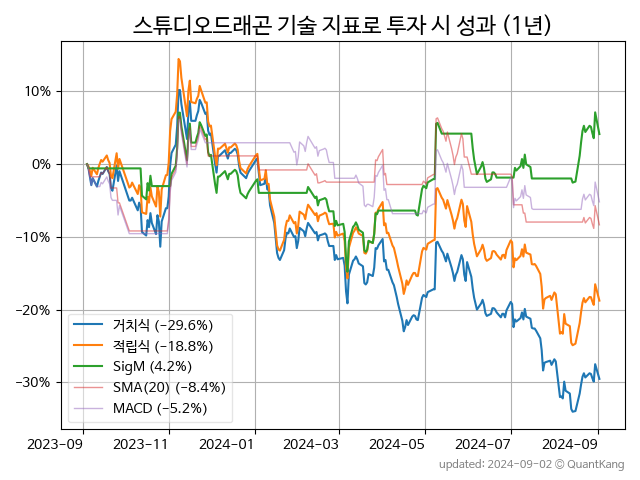 스튜디오드래곤 기술 지표로 투자 시 성과 (1년)
10%
0%
−10%
−20%
−30%
거치식 (−29.6%)
적립식 (−18.8%)
SigM (4.2%)
SMA(20) (−8.4%)
MACD (−5.2%)
2023-09 2023-11 2024-01 2024-03 2024-05 2024-07 2024-09
updated: 2024-09-02 © QuantKang